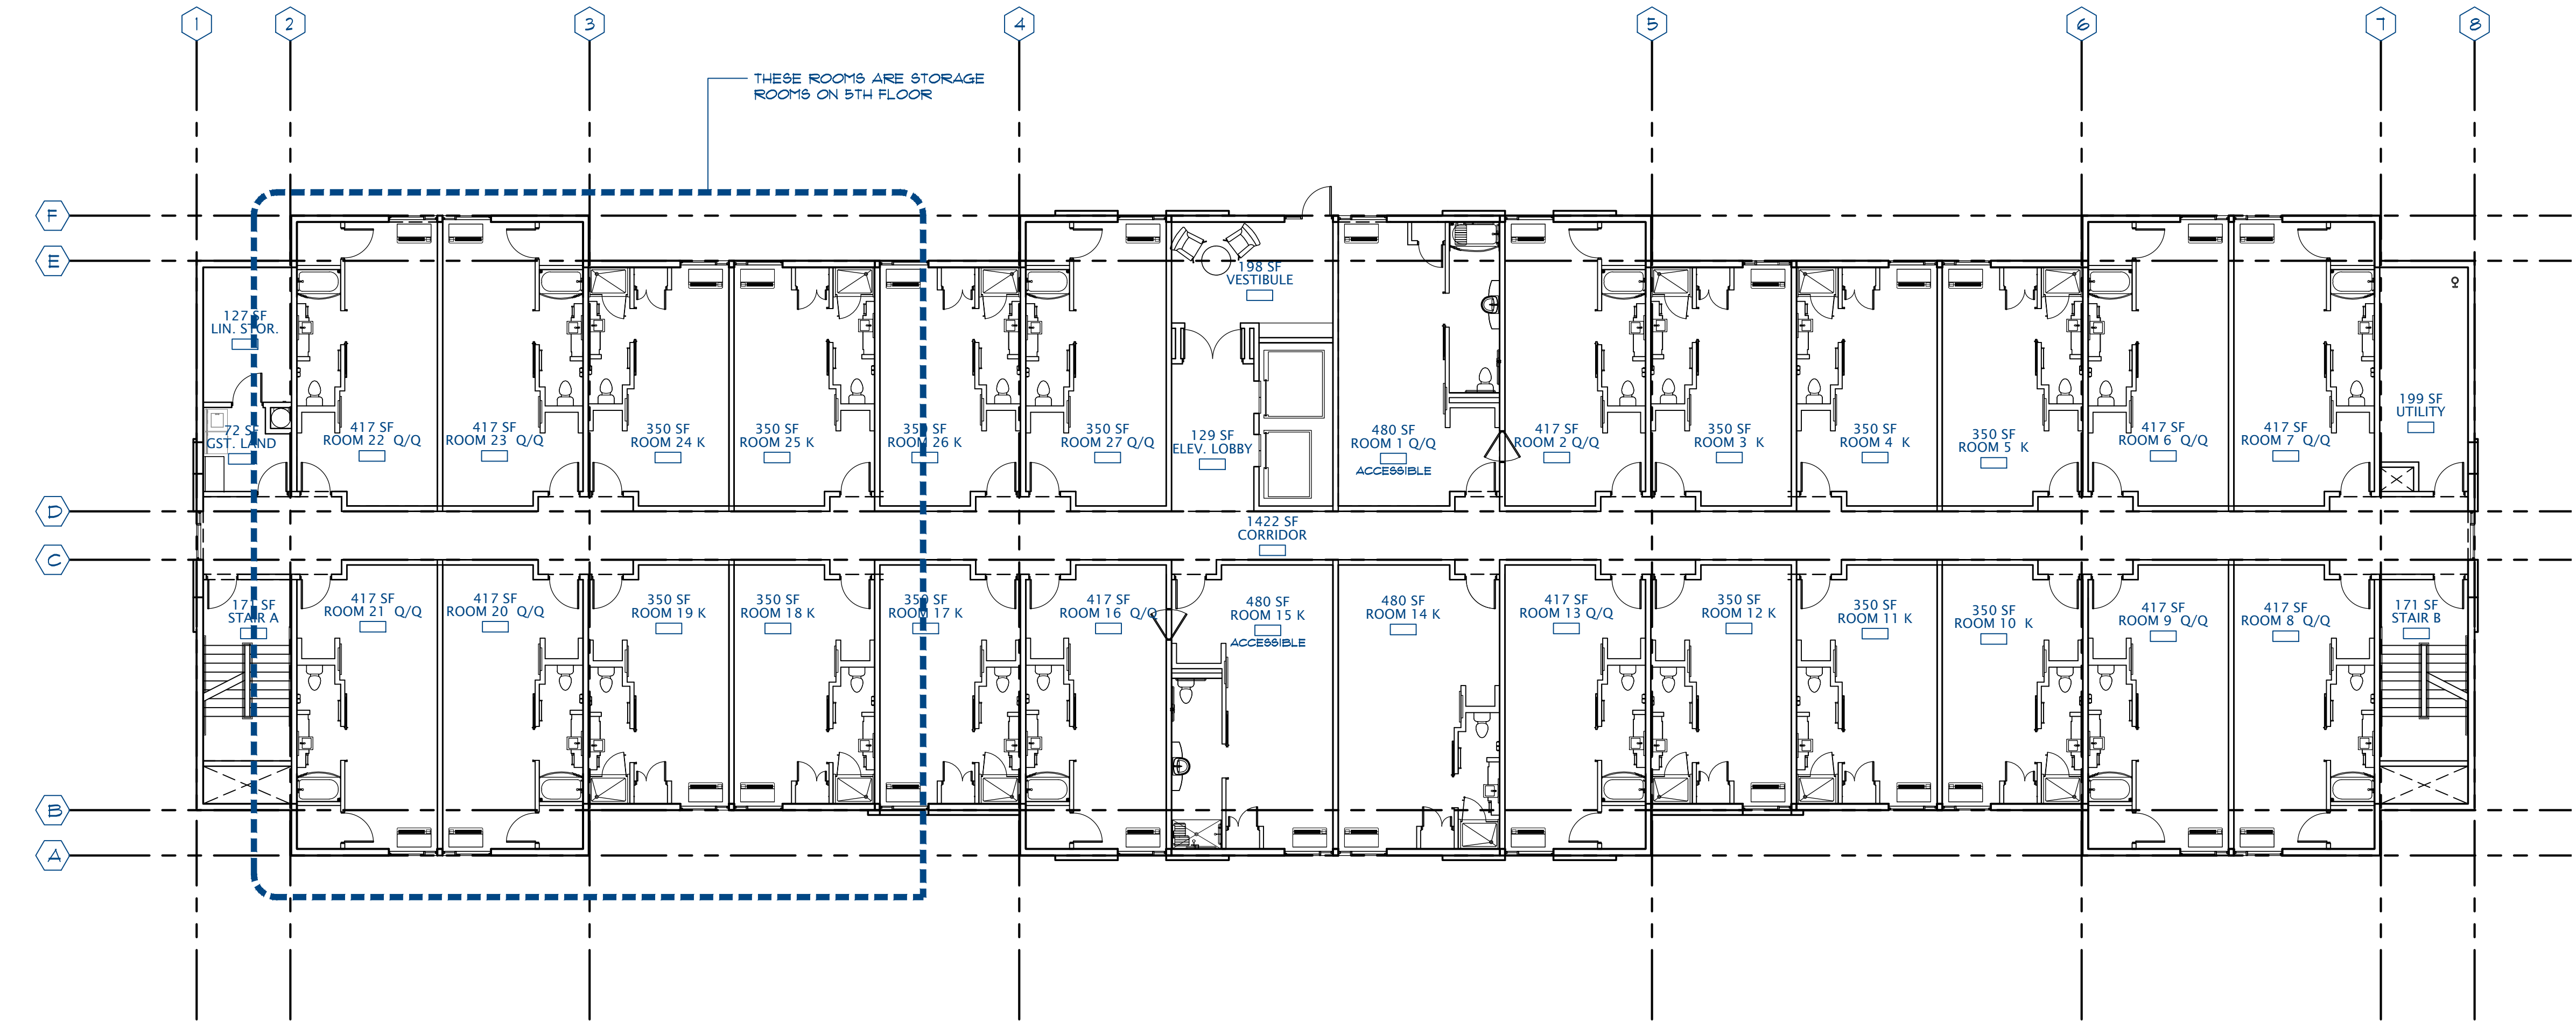 1
2
3
4
5
6
7
8
THESE ROOMS ARE STORAGE
ROOMS ON 5TH FLOOR
F
E
D
C
B
A
127 SF
LIN. STOR.
72 SF
GST. LAND
417 SF
ROOM 22 Q/Q
417 SF
ROOM 23 Q/Q
350 SF
ROOM 24 K
350 SF
ROOM 25 K
350 SF
ROOM 26 K
417 SF
ROOM 27 Q/Q
198 SF
VESTIBULE
129 SF
ELEV. LOBBY
480 SF
ROOM 1 Q/Q
ACCESSIBLE
417 SF
ROOM 2 Q/Q
350 SF
ROOM 3 K
350 SF
ROOM 4 K
350 SF
ROOM 5 K
417 SF
ROOM 6 Q/Q
417 SF
ROOM 7 Q/Q
199 SF
UTILITY
1422 SF
CORRIDOR
171 SF
STAIR A
417 SF
ROOM 21 Q/Q
417 SF
ROOM 20 Q/Q
350 SF
ROOM 19 K
350 SF
ROOM 18 K
350 SF
ROOM 17 K
417 SF
ROOM 16 Q/Q
480 SF
ROOM 15 K
ACCESSIBLE
480 SF
ROOM 14 K
417 SF
ROOM 13 Q/Q
350 SF
ROOM 12 K
350 SF
ROOM 11 K
350 SF
ROOM 10 K
417 SF
ROOM 9 Q/Q
417 SF
ROOM 8 Q/Q
171 SF
STAIR B